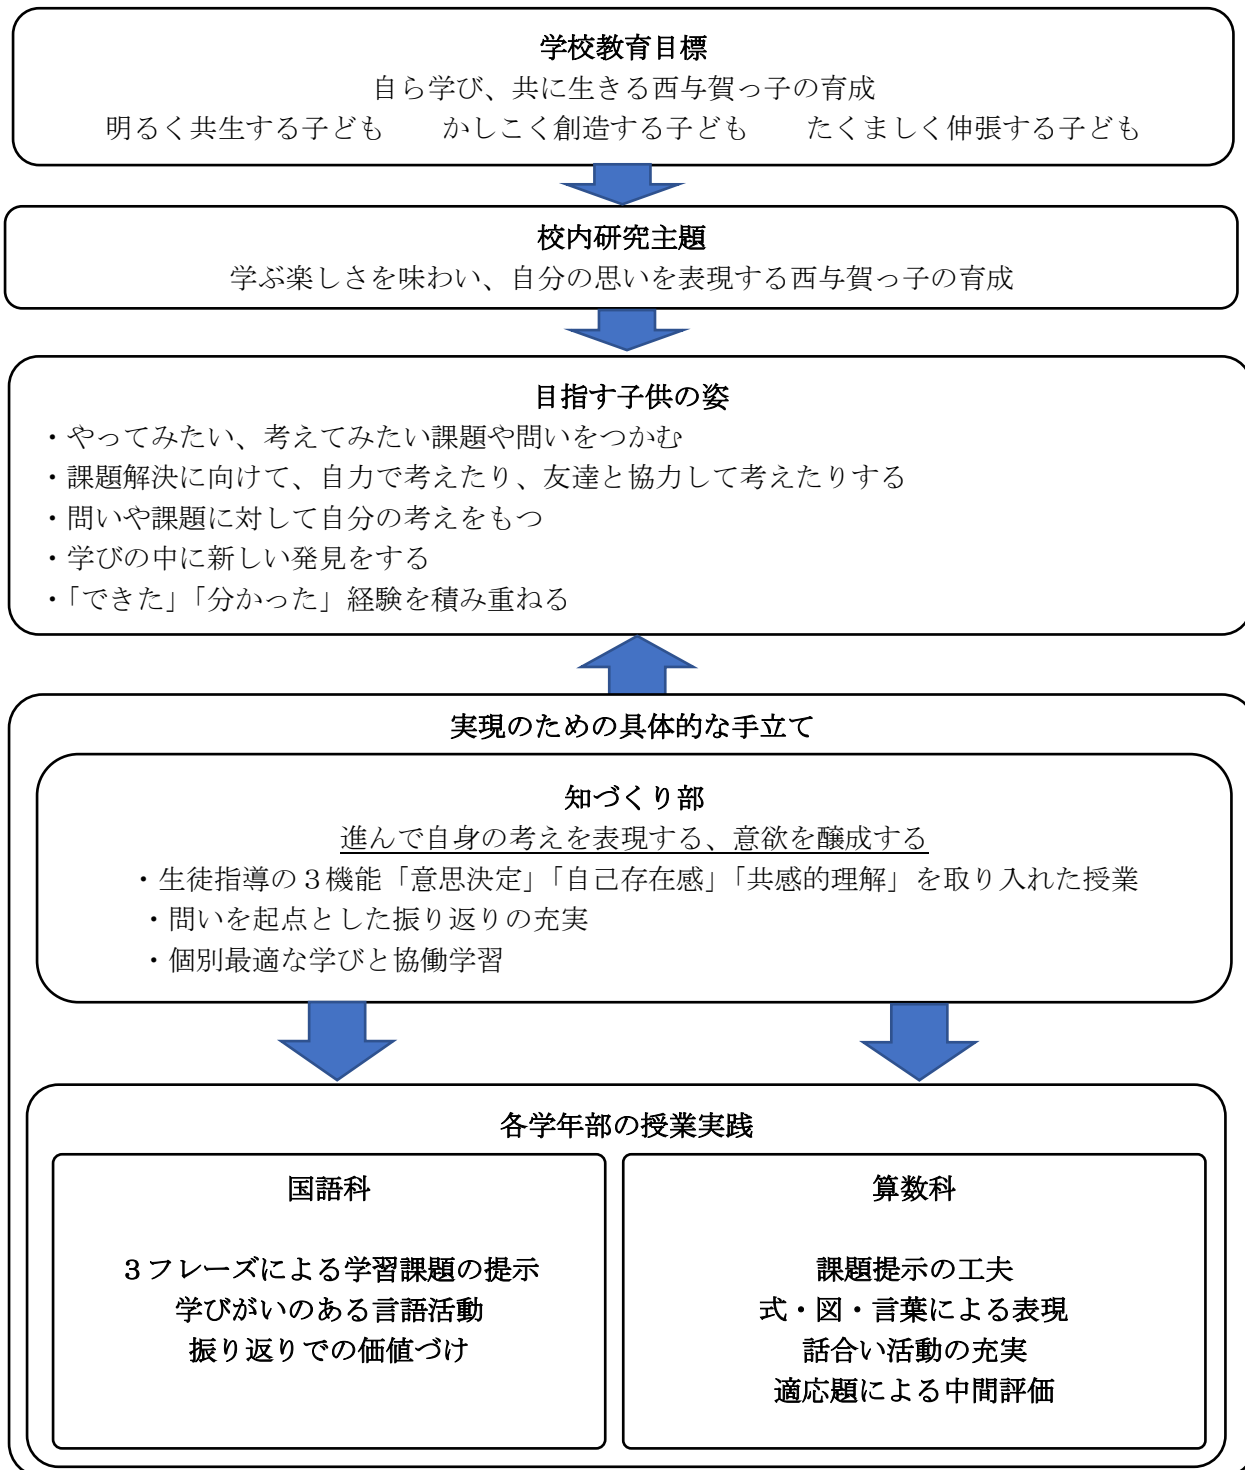 学校教育目標
自ら学び、共に生きる西与賀っ子の育成
明るく共生する子ども　　かしこく創造する子ども　　たくましく伸張する子ども
校内研究主題
学ぶ楽しさを味わい、自分の思いを表現する西与賀っ子の育成
目指す子供の姿
・やってみたい、考えてみたい課題や問いをつかむ
・課題解決に向けて、自力で考えたり、友達と協力して考えたりする
・問いや課題に対して自分の考えをもつ
・学びの中に新しい発見をする
・「できた」「分かった」経験を積み重ねる
実現のための具体的な手立て
知づくり部
進んで自身の考えを表現する、意欲を醸成する
・生徒指導の３機能「意思決定」「自己存在感」「共感的理解」を取り入れた授業
・問いを起点とした振り返りの充実
・個別最適な学びと協働学習
各学年部の授業実践
国語科
３フレーズによる学習課題の提示
学びがいのある言語活動
振り返りでの価値づけ
算数科
課題提示の工夫
式・図・言葉による表現
話合い活動の充実
適応題による中間評価